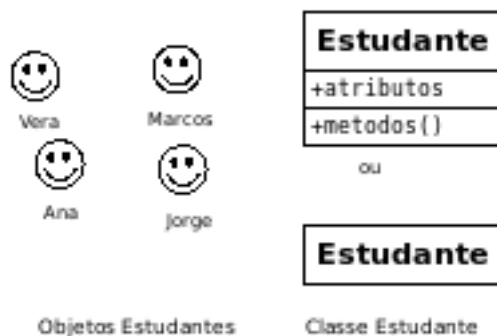 Vera
Marcos
Ana
Jorge
Objetos Estudantes
Estudante
+atributos
+metodos()
ou
Estudante
Classe Estudante